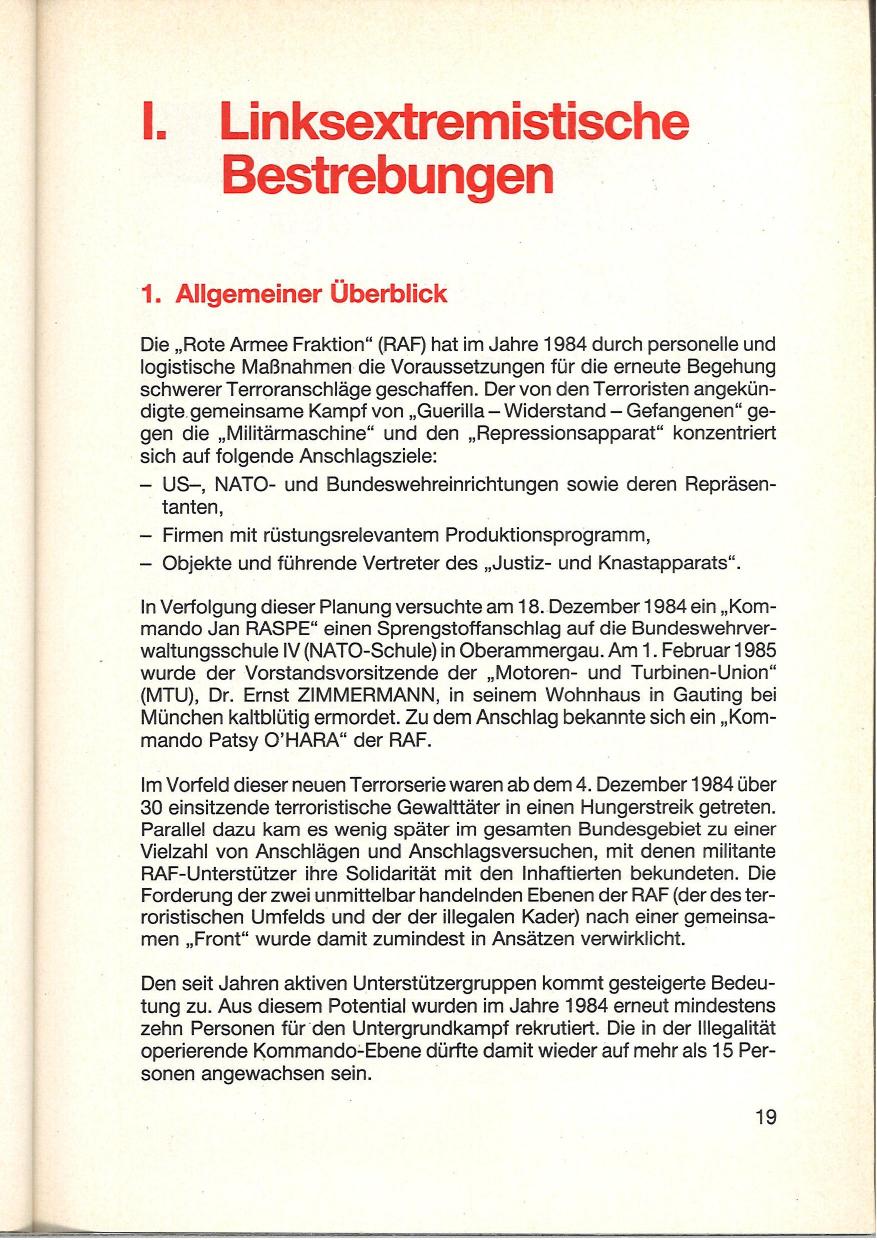 I. Linksextremistische
Bestrebungen
1. Allgemeiner Überblick
Die „Rote Armee Fraktion“ (RAF) hat im Jahre 1984 durch personelle und
logistische Maßnahmen die Voraussetzungen für die erneute Begehung
schwerer Terroranschläge geschaffen. Der von den Terroristen angekün-
digte gemeinsame Kampf von „Guerilla – Widerstand – Gefangenen“ ge-
gen die „Militärmaschine“ und den „Repressionsapparat“ konzentriert
sich auf folgende Anschlagsziele:
– US–, NATO- und Bundeswehreinrichtungen sowie deren Repräsen-
tanten,
– Firmen mit rüstungsrelevantem Produktionsprogramm,
– Objekte und führende Vertreter des „Justiz- und Knastapparats“.
In Verfolgung dieser Planung versuchte am 18. Dezember 1984 ein „Kom-
mando Jan RASPE“ einen Sprengstoffanschlag auf die Bundeswehrver-
waltungsschule IV (NATO-Schule) in Oberammergau. Am 1. Februar 1985
wurde der Vorstandsvorsitzende der „Motoren- und Turbinen-Union“
(MTU), Dr. Ernst ZIMMERMANN, in seinem Wohnhaus in Gauting bei
München kaltblütig ermordet. Zu dem Anschlag bekannte sich ein „Kom-
mando Patsy O'HARA“ der RAF.
Im Vorfeld dieser neuen Terrorserie waren ab dem 4. Dezember 1984 über
30 einsitzende terroristische Gewalttäter in einen Hungerstreik getreten.
Parallel dazu kam es wenig später im gesamten Bundesgebiet zu einer
Vielzahl von Anschlägen und Anschlagsversuchen, mit denen militante
RAF-Unterstützer ihre Solidarität mit den Inhaftierten bekundeten. Die
Forderung der zwei unmittelbar handelnden Ebenen der RAF (der des ter-
roristischen Umfelds und der der illegalen Kader) nach einer gemeinsa-
men „Front“ wurde damit zumindest in Ansätzen verwirklicht.
Den seit Jahren aktiven Unterstützergruppen kommt gesteigerte Bedeu-
tung zu. Aus diesem Potential wurden im Jahre 1984 erneut mindestens
zehn Personen für den Untergrundkampf rekrutiert. Die in der Illegalität
operierende Kommando-Ebene dürfte damit wieder auf mehr als 15 Per-
sonen angewachsen sein.
19